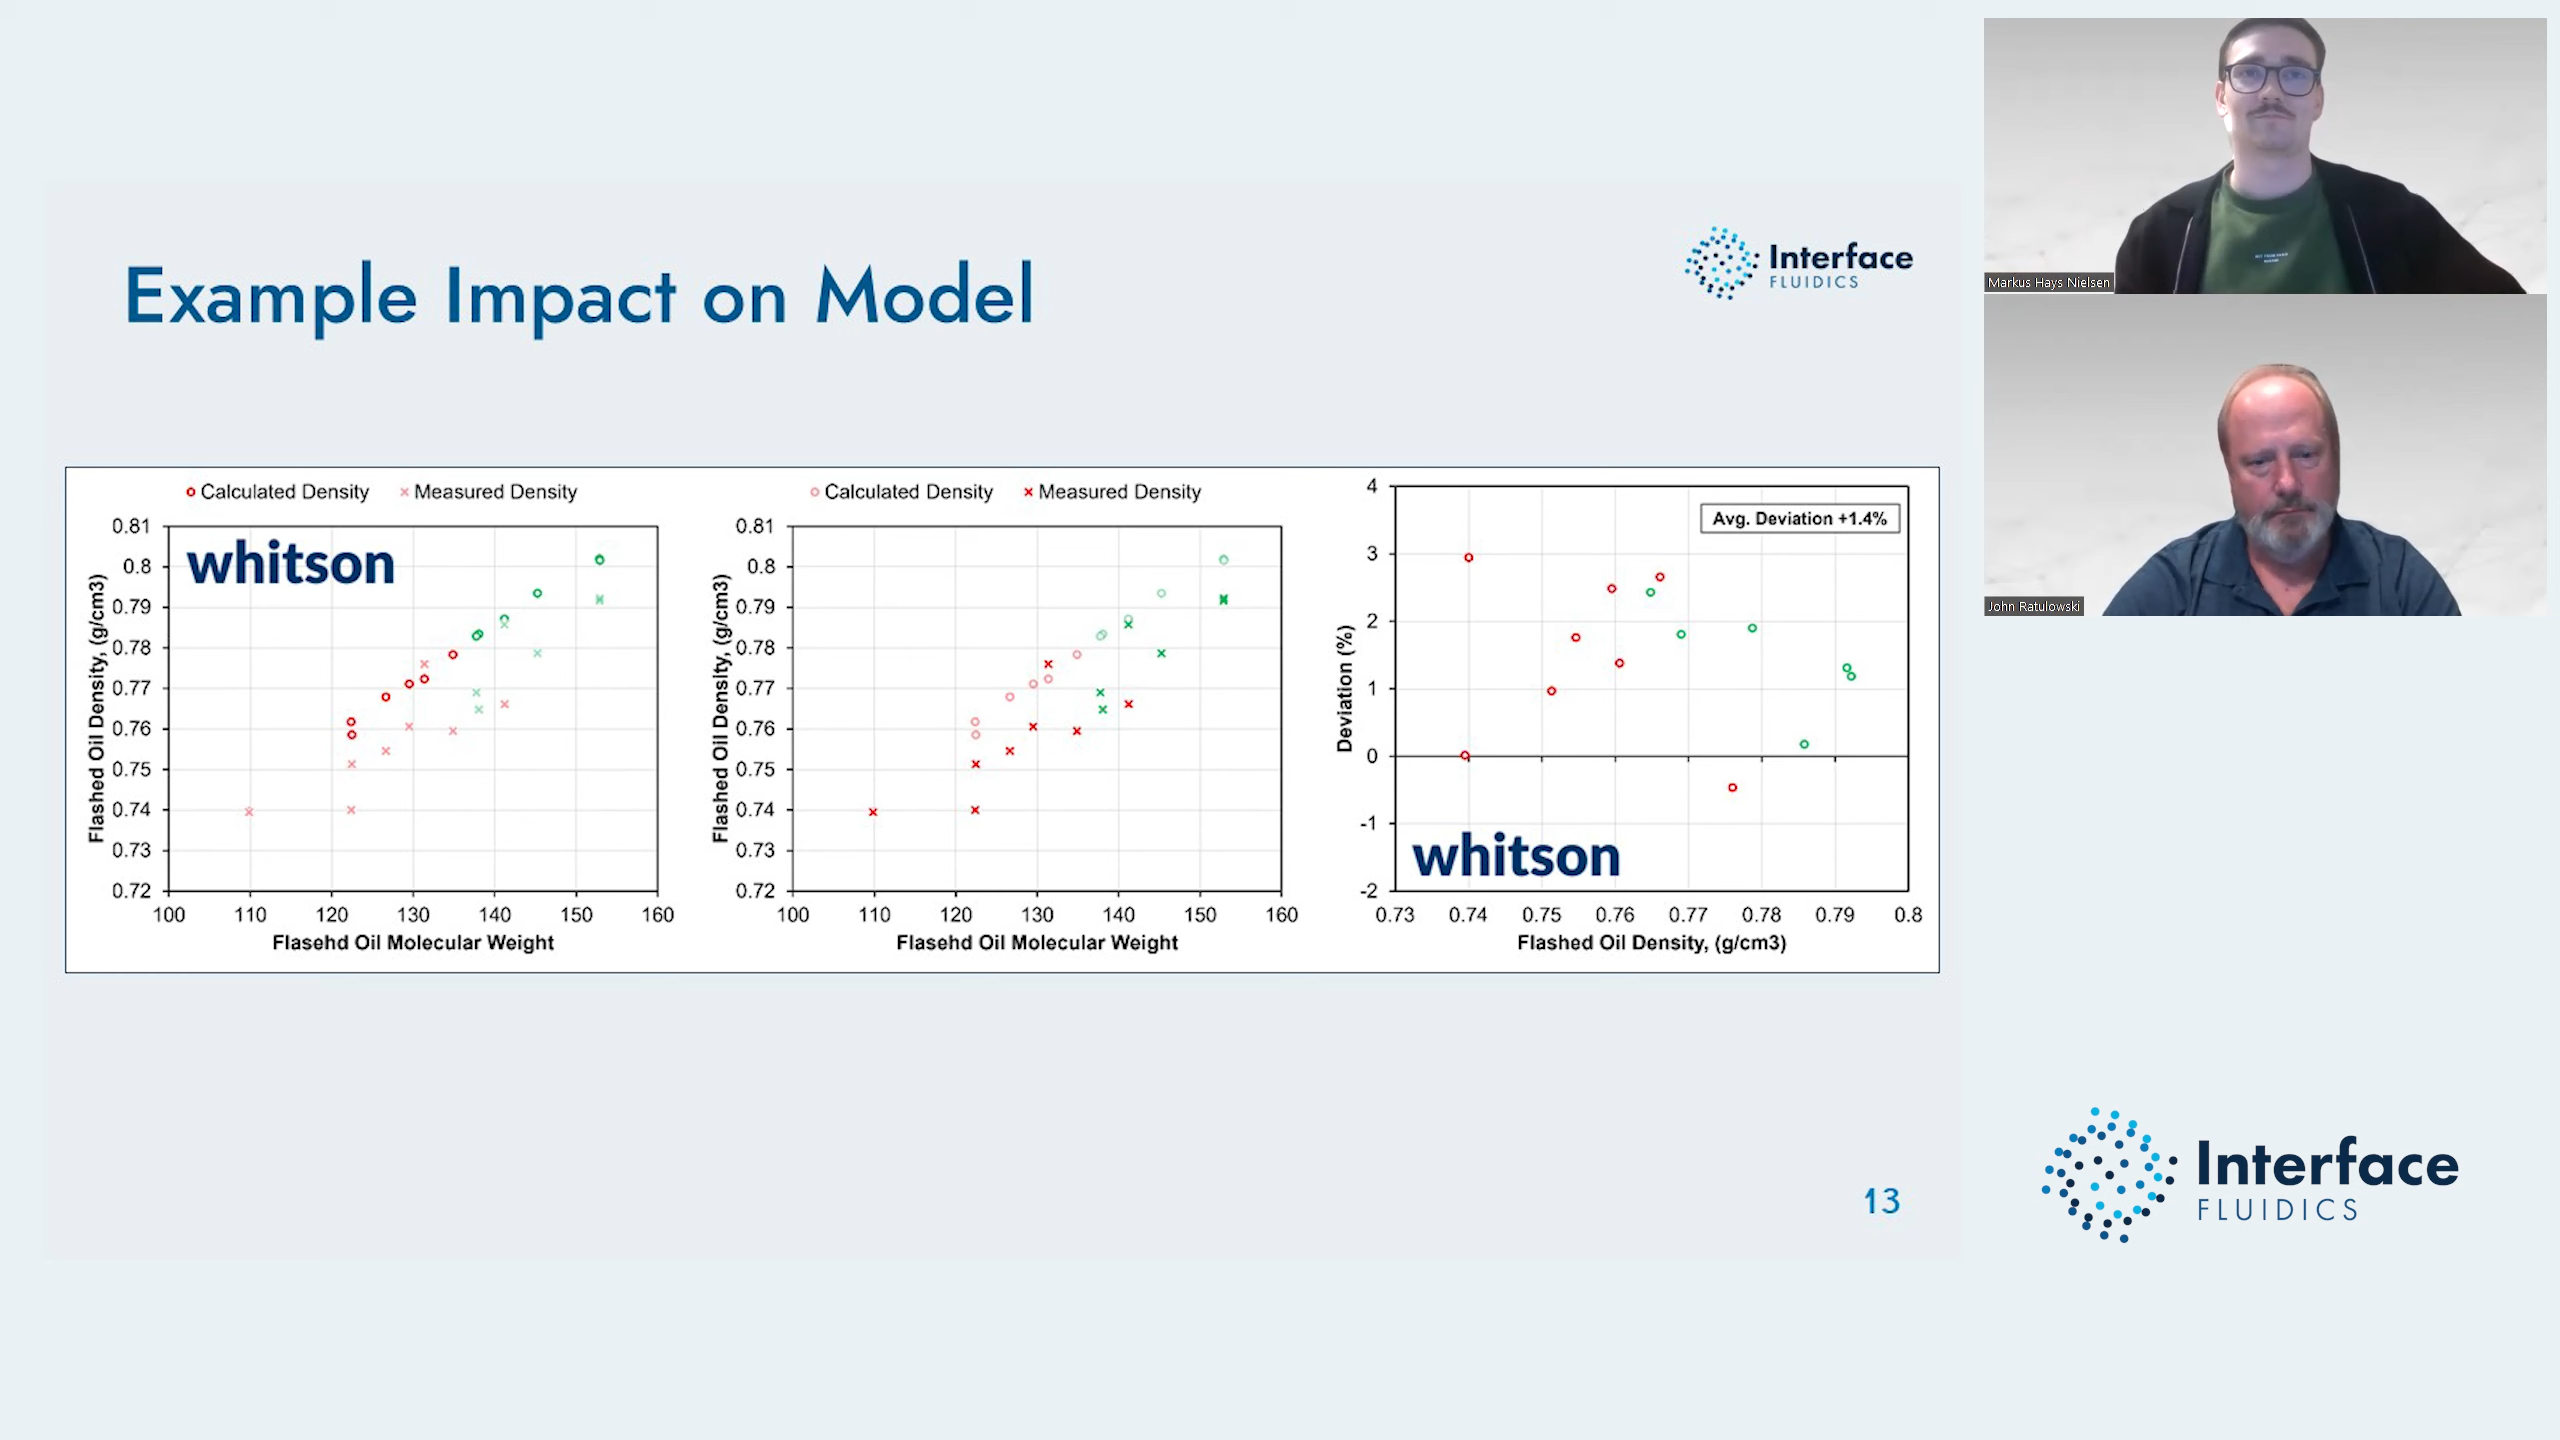 Example Impact on Model
Interface
FLUIDICS
Calculated Density
Measured Density
whitson
Flashed Oil Density, (g/cm3)
0.81
0.8
0.79
0.78
0.77
0.76
0.75
0.74
0.73
0.72
100 110 120 130 140 150 160
Flasehd Oil Molecular Weight
Calculated Density
Measured Density
Flashed Oil Density, (g/cm3)
0.81
0.8
0.79
0.78
0.77
0.76
0.75
0.74
0.73
0.72
100 110 120 130 140 150 160
Flasehd Oil Molecular Weight
Avg. Deviation +1.4%
Deviation (%)
4
3
2
1
0
-1
-2
whitson
0.73 0.74 0.75 0.76 0.77 0.78 0.79 0.8
Flashed Oil Density, (g/cm3)
13
Markus Hays Nielsen
John Ratulowski
Interface
FLUIDICS